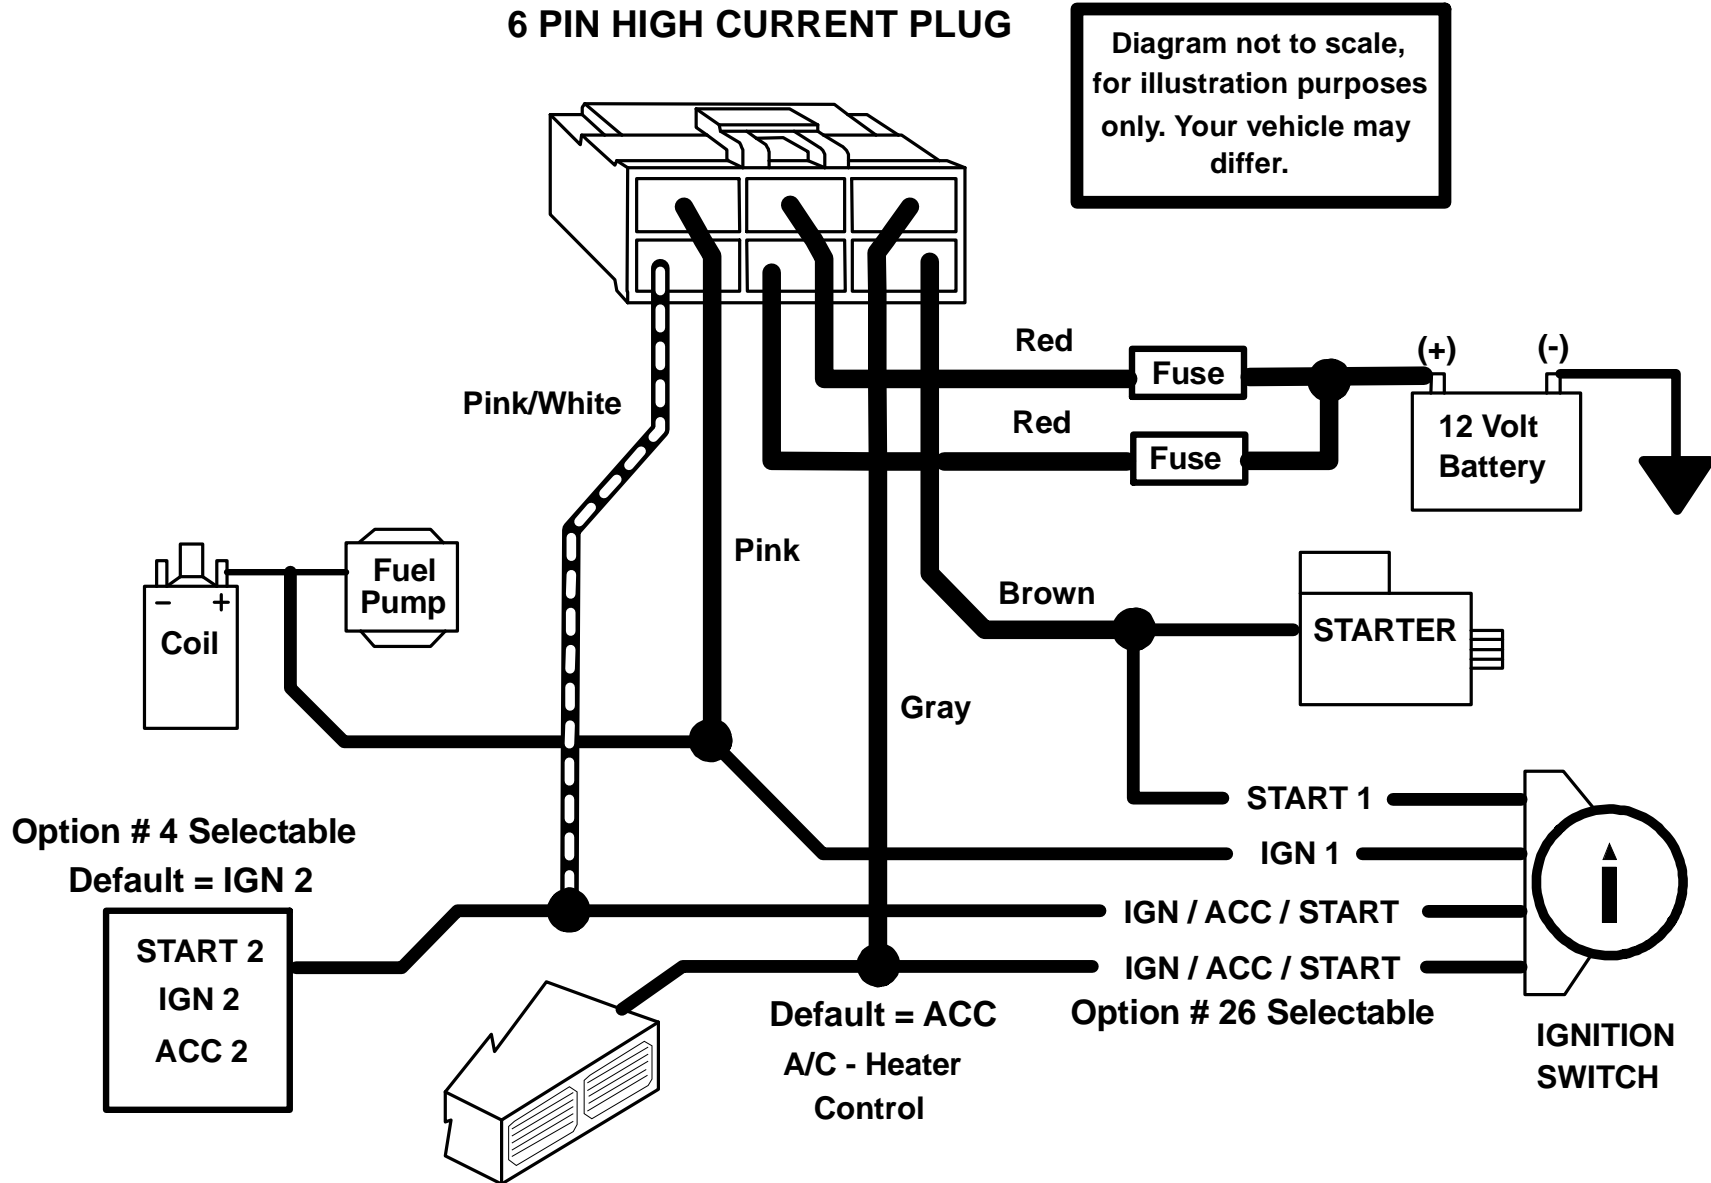 6 PIN HIGH CURRENT PLUG
Diagram not to scale,
for illustration purposes
only. Your vehicle may
differ.
Red
Fuse
(+)
(-)
Pink/White
Red
Fuse
12 Volt
Battery
Pink
Fuel
Pump
Brown
- +
Coil
STARTER
Gray
START 1
Option # 4 Selectable
IGN 1
Default = IGN 2
IGN / ACC / START
START 2
IGN / ACC / START
IGN 2
Default = ACC
Option # 26 Selectable
ACC 2
A/C - Heater
Control
IGNITION
SWITCH